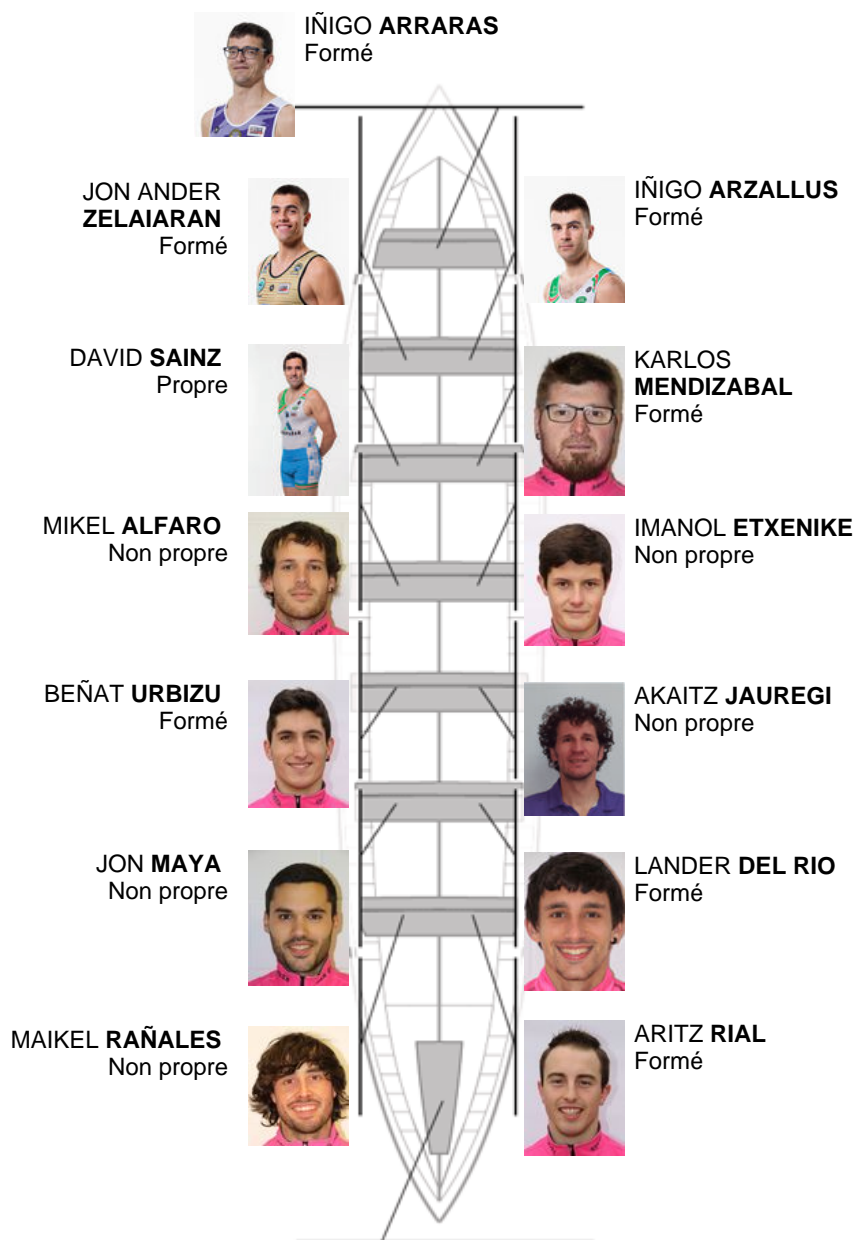 IÑIGO ARRARAS
Formé
JON ANDER
ZELAIARAN
Formé
IÑIGO ARZALLUS
Formé
DAVID SAINZ
Propre
KARLOS
MENDIZABAL
Formé
MIKEL ALFARO
Non propre
IMANOL ETXENIKE
Non propre
BEÑAT URBIZU
Formé
AKAITZ JAUREGI
Non propre
JON MAYA
Non propre
LANDER DEL RIO
Formé
MAIKEL RAÑALES
Non propre
ARITZ RIAL
Formé